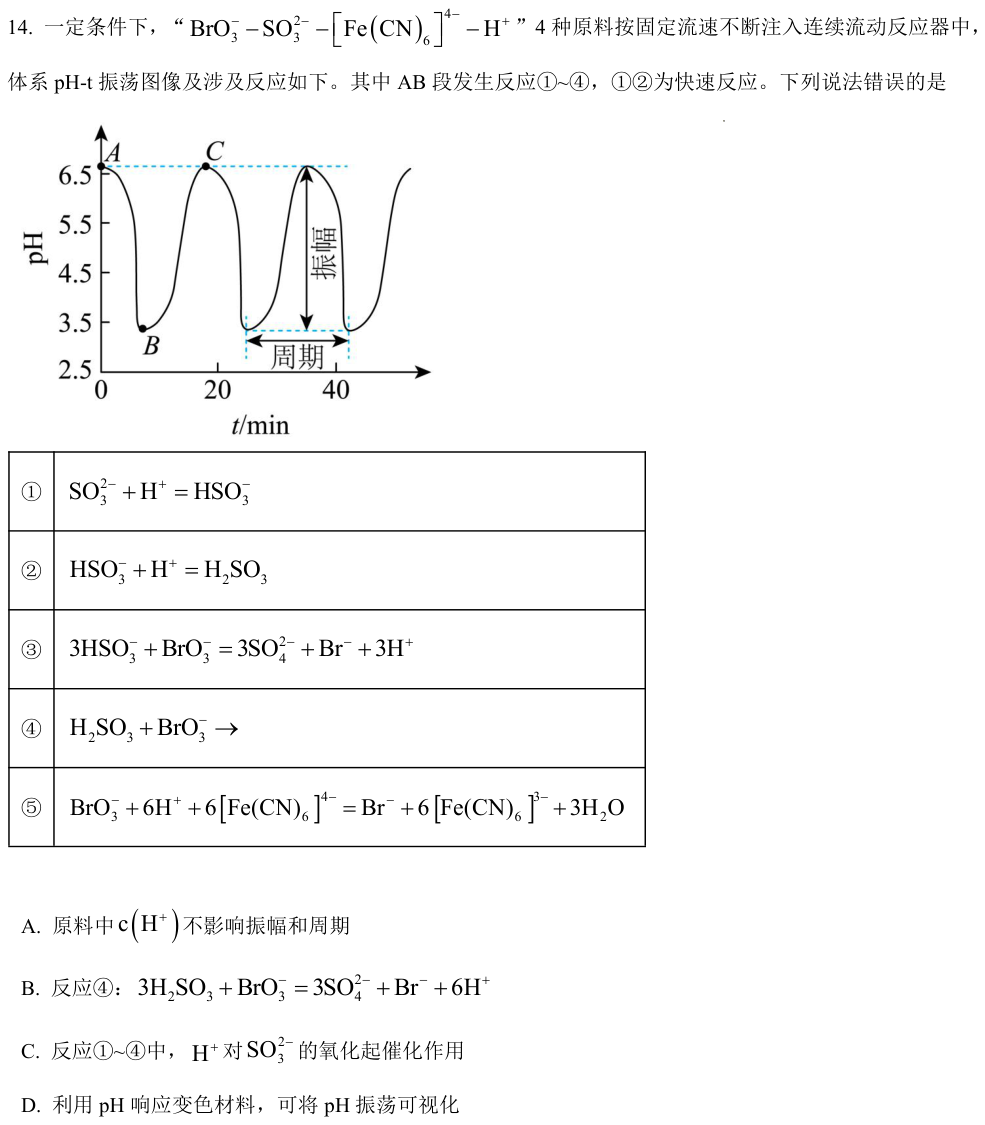 14. 一定条件下，“BrO₃⁻ − SO₃²⁻ − [Fe(CN)₆]⁴⁻ − H⁺”4 种原料按固定流速不断注入连续流动反应器中，
体系 pH-t 振荡图像及涉及反应如下。其中 AB 段发生反应①~④，①②为快速反应。下列说法错误的是
A
C
6.5
5.5
pH
4.5
振幅
3.5
B
周期
2.5
0
20
40
t/min
① SO₃²⁻ + H⁺ = HSO₃⁻
② HSO₃⁻ + H⁺ = H₂SO₃
③ 3HSO₃⁻ + BrO₃⁻ = 3SO₄²⁻ + Br⁻ + 3H⁺
④ H₂SO₃ + BrO₃⁻ →
⑤ BrO₃⁻ + 6H⁺ + 6[Fe(CN)₆]⁴⁻ = Br⁻ + 6[Fe(CN)₆]³⁻ + 3H₂O
A. 原料中 c(H⁺) 不影响振幅和周期
B. 反应④：3H₂SO₃ + BrO₃⁻ = 3SO₄²⁻ + Br⁻ + 6H⁺
C. 反应①~④中，H⁺ 对 SO₃²⁻ 的氧化起催化作用
D. 利用 pH 响应变色材料，可将 pH 振荡可视化